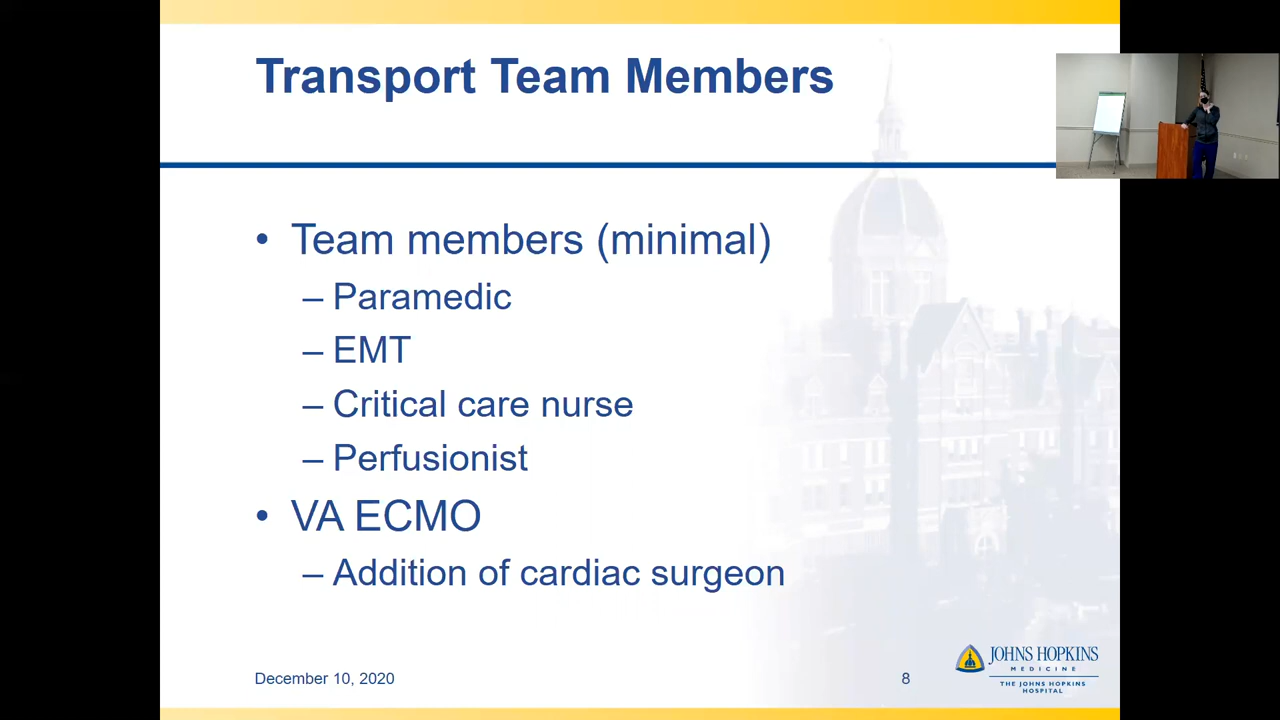 Transport Team Members
• Team members (minimal)
– Paramedic
– EMT
– Critical care nurse
– Perfusionist
• VA ECMO
– Addition of cardiac surgeon
December 10, 2020
8
JOHNS HOPKINS
MEDICINE
THE JOHNS HOPKINS
HOSPITAL